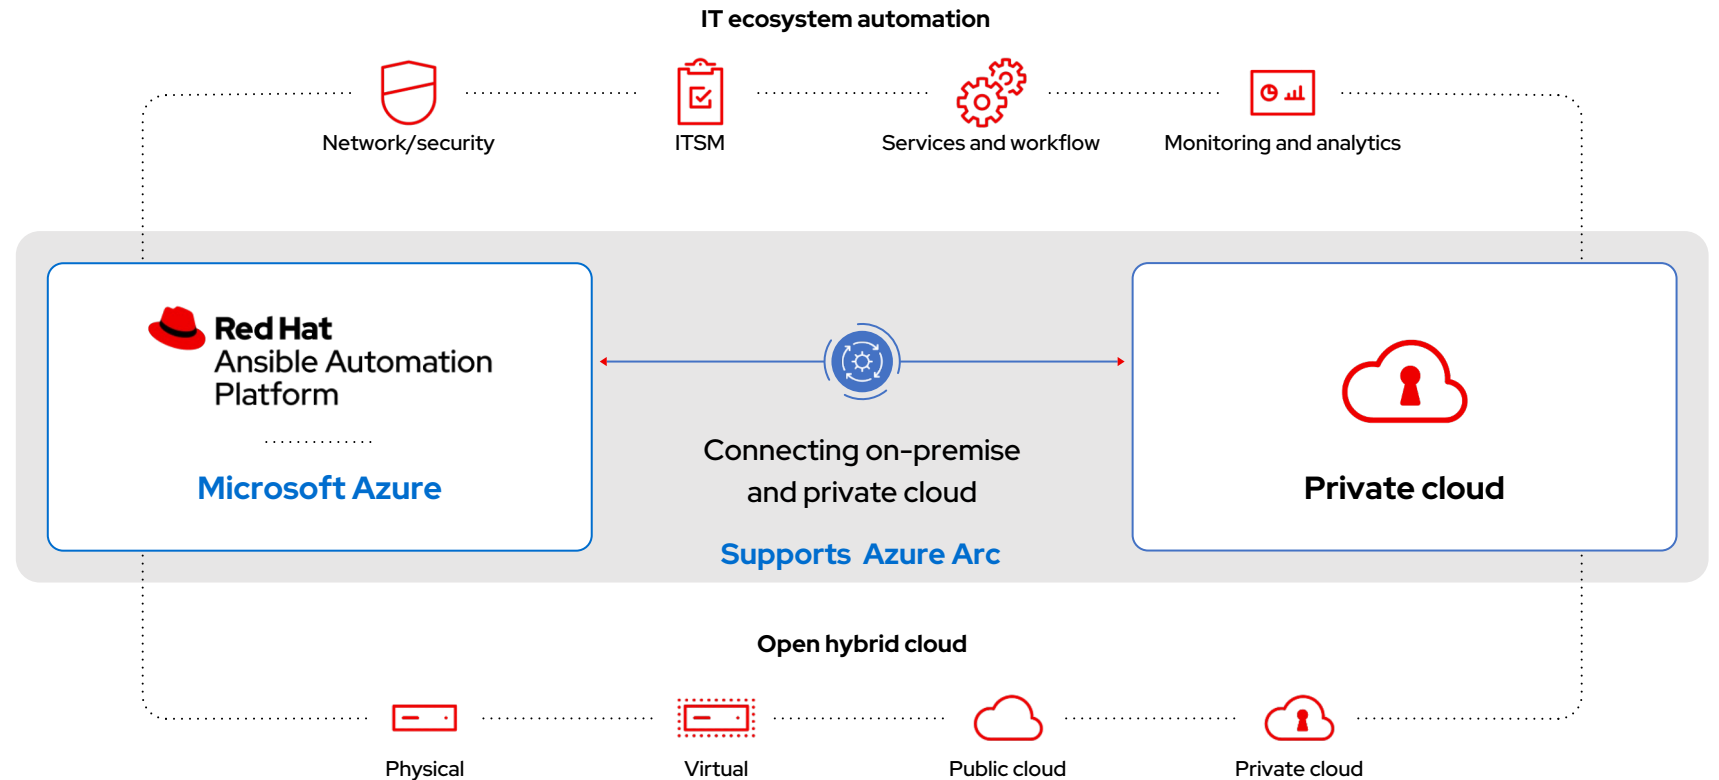 IT ecosystem automation
Network/security
ITSM
Services and workflow
Monitoring and analytics
Red Hat
Ansible Automation
Platform
Microsoft Azure
Connecting on-premise
and private cloud
Supports Azure Arc
Private cloud
Open hybrid cloud
Physical
Virtual
Public cloud
Private cloud